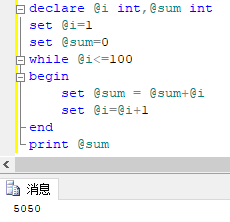 declare @i int,@sum int
set @i=1
set @sum=0
while @i<=100
begin
set @sum = @sum+@i
set @i=@i+1
end
print @sum
消息
5050